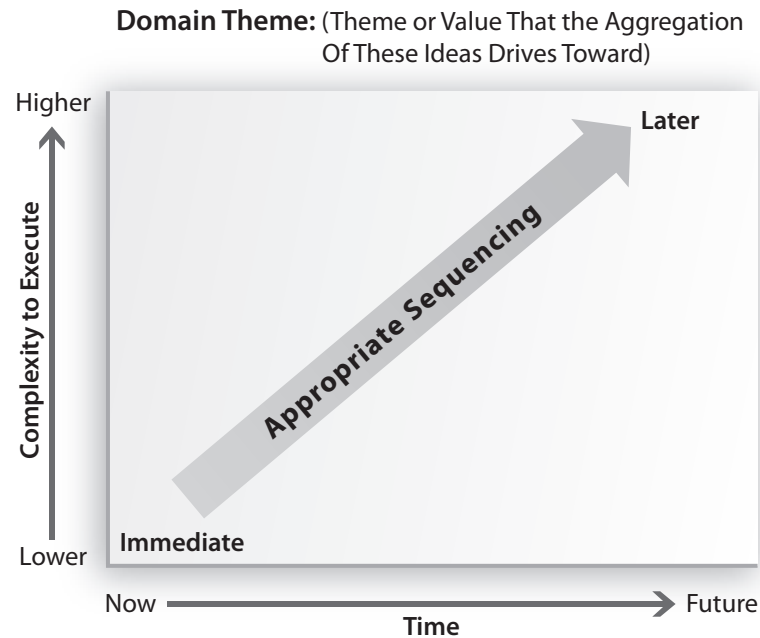 Domain Theme: (Theme or Value That the Aggregation
Of These Ideas Drives Toward)
Higher
Later
Complexity to Execute
Appropriate Sequencing
Immediate
Lower
Now
Future
Time